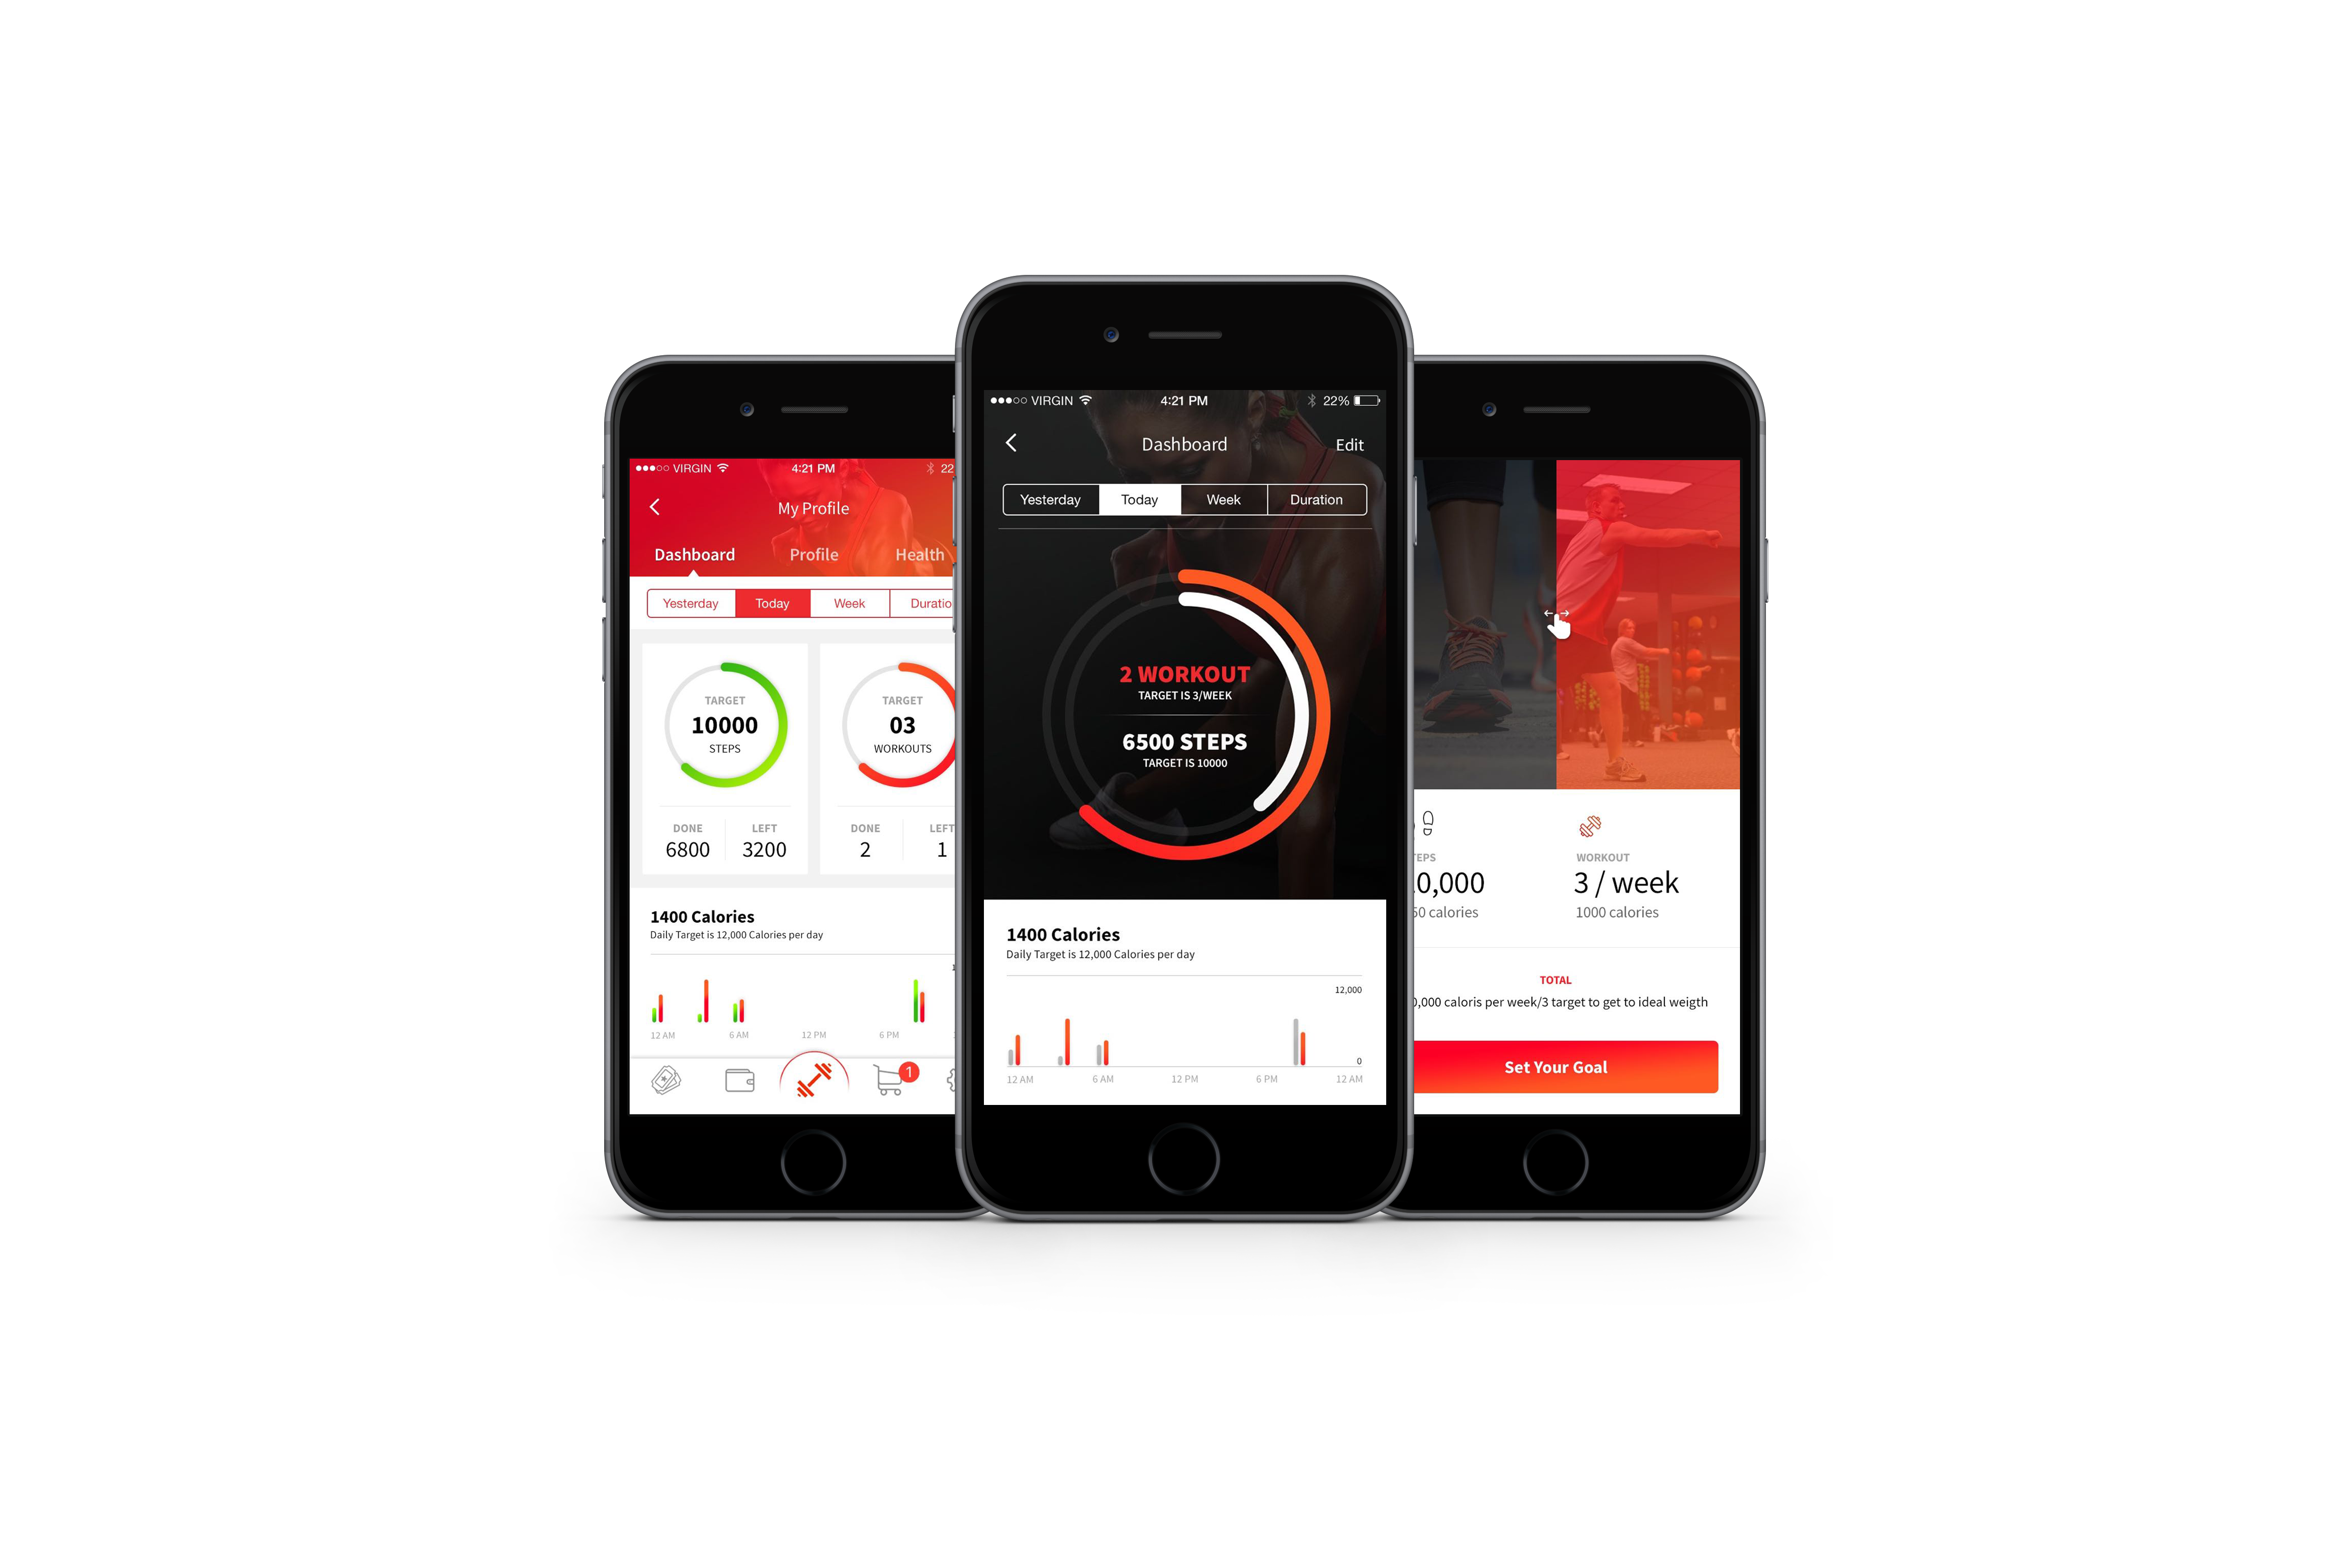 VIRGIN 4:21 PM 22
My Profile
Dashboard Profile Health
Yesterday Today Week Duratio
TARGET
10000
STEPS
TARGET
03
WORKOUTS
DONE LEFT
6800 3200
DONE LEFT
2 1
1400 Calories
Daily Target is 12,000 Calories per day
12 AM 6 AM 12 PM 6 PM
1
VIRGIN 4:21 PM 22%
Dashboard Edit
Yesterday Today Week Duration
2 WORKOUT
TARGET IS 3/WEEK
6500 STEPS
TARGET IS 10000
1400 Calories
Daily Target is 12,000 Calories per day
12,000
0
12 AM 6 AM 12 PM 6 PM 12 AM
TEPS
0,000
50 calories
WORKOUT
3 / week
1000 calories
TOTAL
0,000 caloris per week/3 target to get to ideal weigth
Set Your Goal